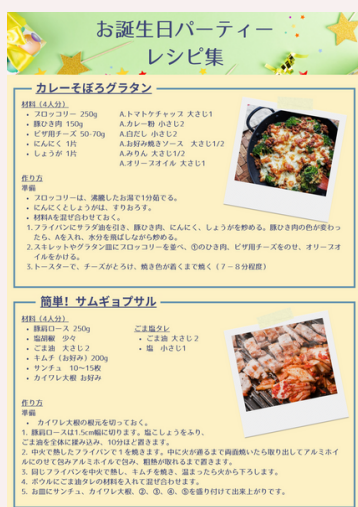 お誕生日パーティー
レシピ集
カレーそぼろグラタン
材料（4人分）
・ ブロッコリー 250g
・ 豚ひき肉 150g
・ ピザ用チーズ 50-70g
・ にんにく 1片
・ しょうが 1片
A.トマトケチャップ 大さじ1
A.カレー粉 小さじ2
A.白だし 小さじ2
A.お好み焼きソース 大さじ1/2
A.みりん 大さじ1/2
A.オリーブオイル 大さじ1
作り方
準備
・ ブロッコリーは、沸騰したお湯で1分茹でる。
・ にんにくとしょうがは、すりおろす。
・ 材料Aを混ぜ合わせておく。
1. フライパンにサラダ油を引き、豚ひき肉、にんにく、しょうがを炒める。豚ひき肉の色が変わっ
たら、Aを入れ、水分を飛ばしながら炒める。
2. スキレットやグラタン皿にブロッコリーを並べ、①のひき肉、ピザ用チーズをのせ、オリーブオ
イルをかける。
3. トースターで、チーズがとろけ、焼き色が着くまで焼く（7－8分程度）
簡単！サムギョプサル
材料（4人分）
・ 豚肩ロース 250g
・ 塩胡椒 少々
・ ごま油 大さじ2
・ キムチ（お好み）200g
・ サンチュ 10～15枚
・ カイワレ大根 お好み
ごま塩タレ
・ ごま油 大さじ2
・ 塩 小さじ1
作り方
準備
・ カイワレ大根の根元を切っておく。
1. 豚肩ロースは1.5cm幅に切ります。塩こしょうをふり、
ごま油を全体に揉み込み、10分ほど置きます。
2. 中火で熱したフライパンで1を焼きます。中に火が通るまで両面焼いたら取り出してアルミホイ
ルにのせて包みアルミホイルで包み、粗熱が取れるまで置きます。
3. 同じフライパンを中火で熱し、キムチを焼き、温まったら火から下ろします。
4. ボウルにごま油タレの材料を入れて混ぜ合わせます。
5. お皿にサンチュ、カイワレ大根、②、③、④、⑤を盛り付けて出来上がりです。